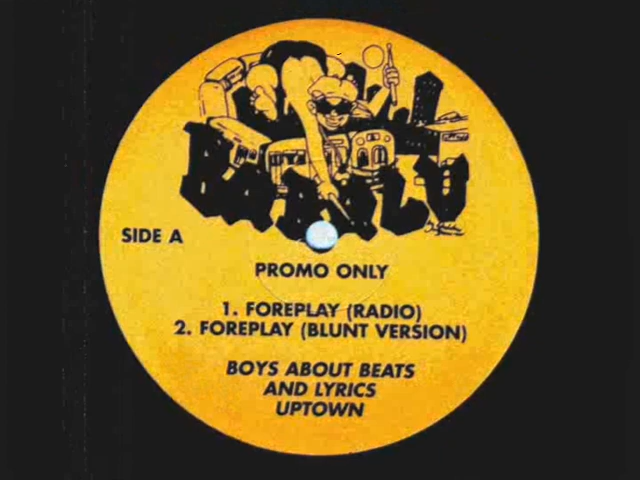 SIDE A
PROMO ONLY
1. FOREPLAY (RADIO)
2. FOREPLAY (BLUNT VERSION)
BOYS ABOUT BEATS
AND LYRICS
UPTOWN